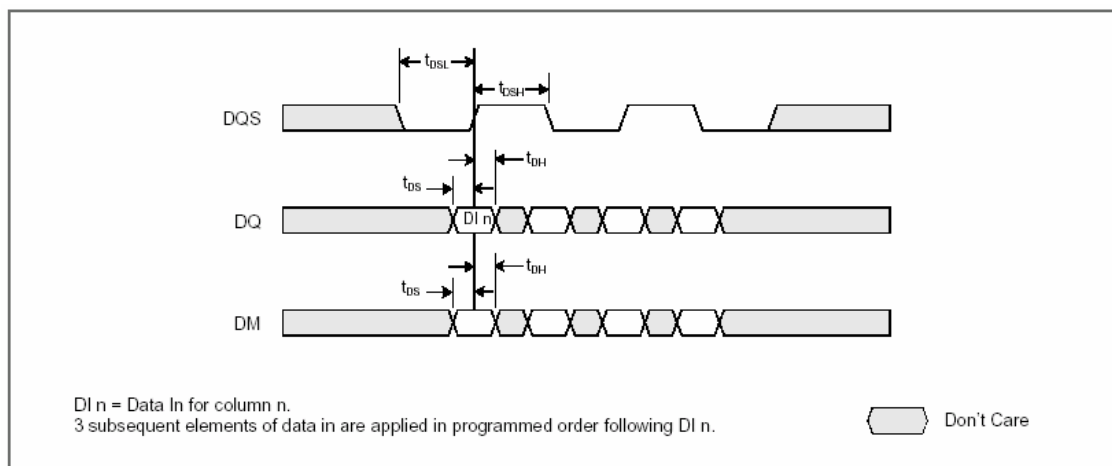 tDSL
tDSH
DQS
tDH
tDS
DQ
DI n
tDH
tDS
DM
DI n = Data In for column n.
3 subsequent elements of data in are applied in programmed order following DI n.
Don't Care